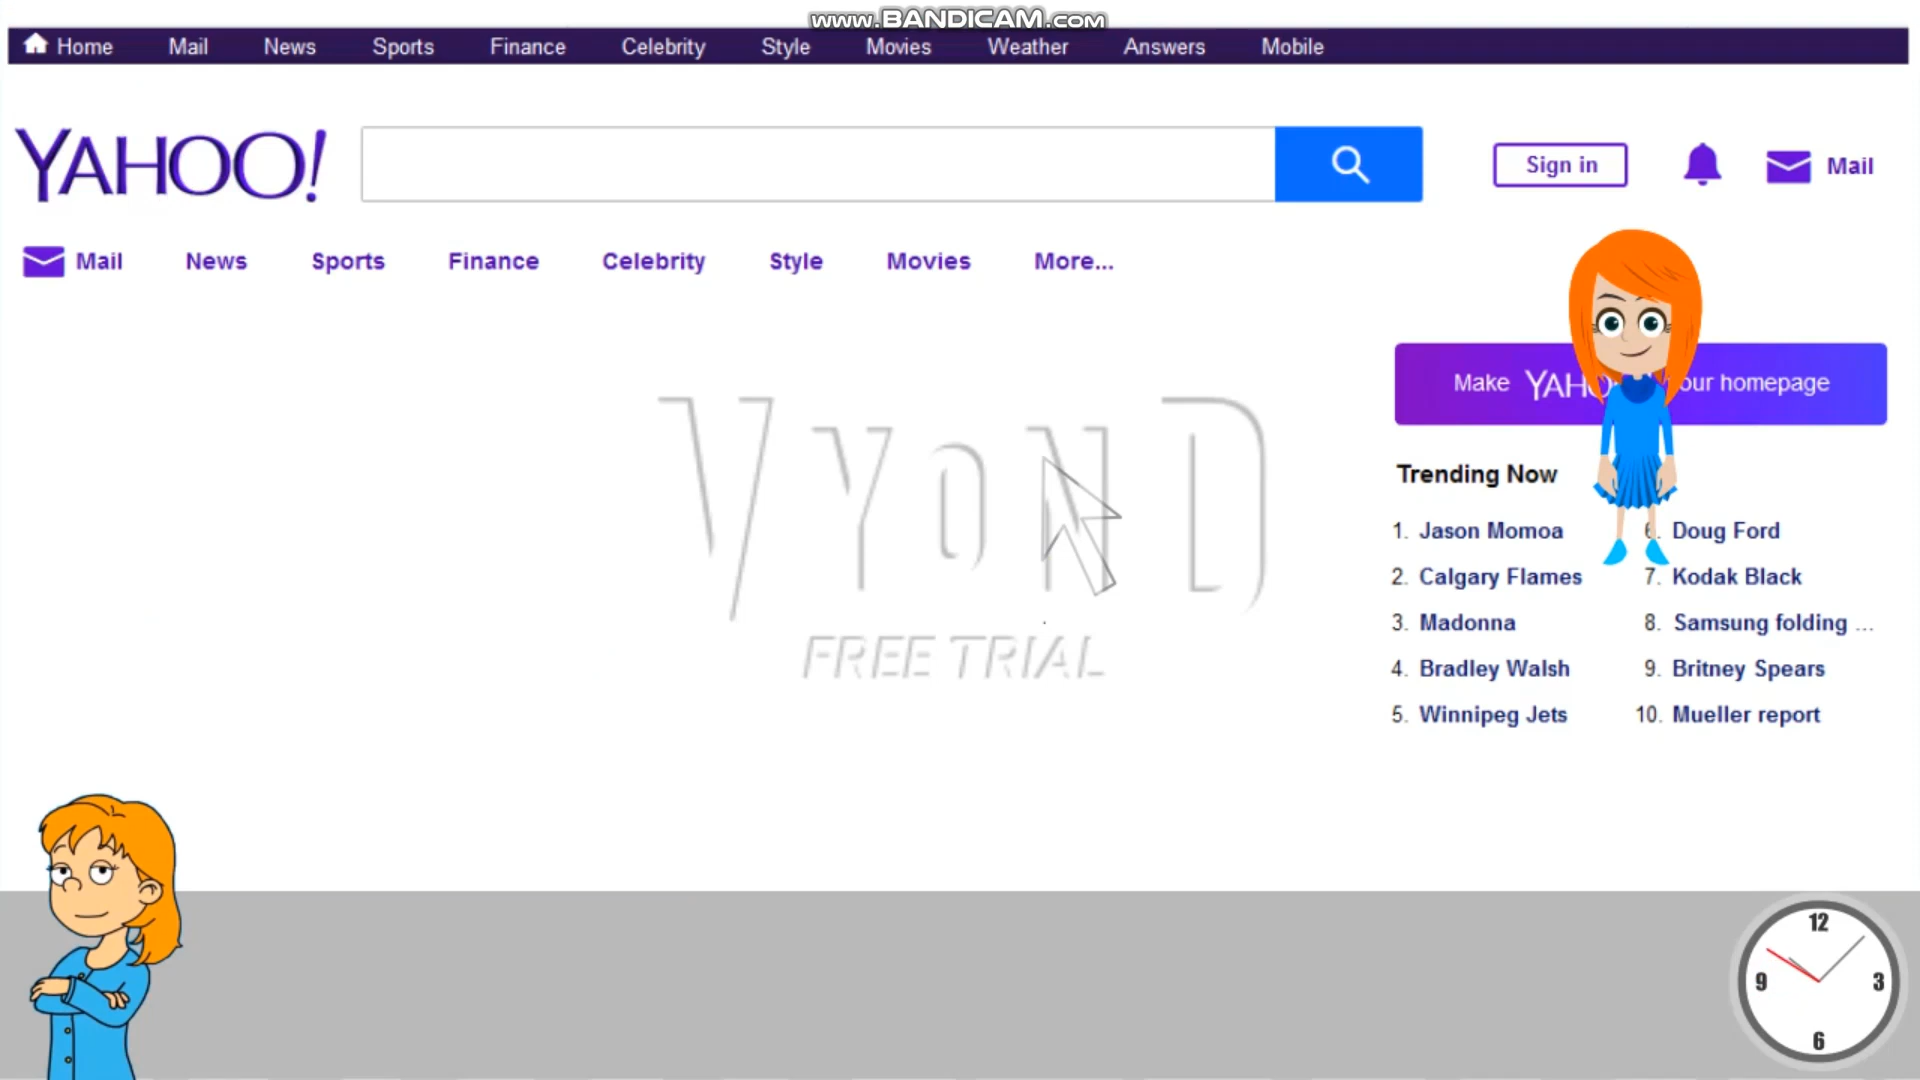 www.BANDICAM.com
Home Mail News Sports Finance Celebrity Style Movies Weather Answers Mobile
YAHOO!
Sign in
Mail
Mail News Sports Finance Celebrity Style Movies More...
Make YAHO our homepage
VYOND
FREE TRIAL
Trending Now
1. Jason Momoa
2. Calgary Flames
3. Madonna
4. Bradley Walsh
5. Winnipeg Jets
6. Doug Ford
7. Kodak Black
8. Samsung folding ...
9. Britney Spears
10. Mueller report
12
9 3
6